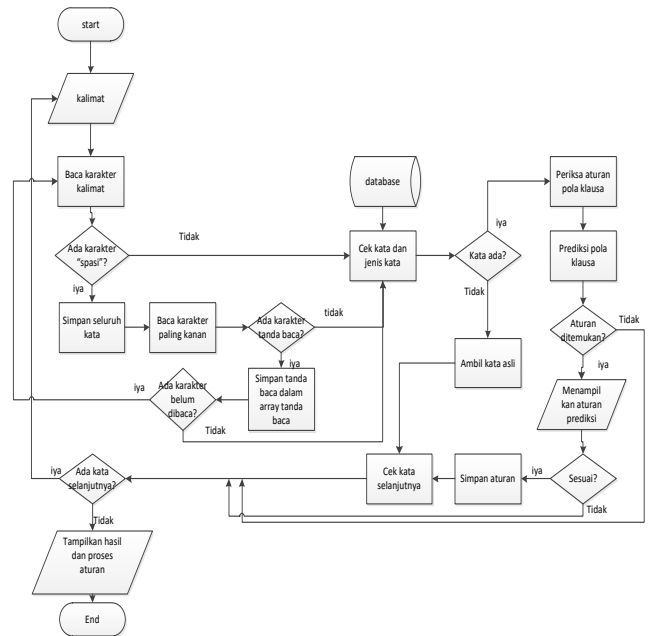 start
kalimat
Baca karakter
kalimat
Ada karakter
“spasi”?
Tidak
iya
Simpan seluruh
kata
Baca karakter
paling kanan
Ada karakter
tanda baca?
tidak
iya
Simpan tanda
baca dalam
array tanda
baca
Ada karakter
belum
dibaca?
iya
Tidak
database
Cek kata dan
jenis kata
Kata ada?
iya
Tidak
Ambil kata asli
Periksa aturan
pola klausa
Prediksi pola
klausa
Aturan
ditemukan?
Tidak
iya
Menampil
kan aturan
prediksi
Sesuai?
iya
Tidak
Simpan aturan
Cek kata
selanjutnya
Ada kata
selanjutnya?
iya
Tidak
Tampilkan hasil
dan proses
aturan
End